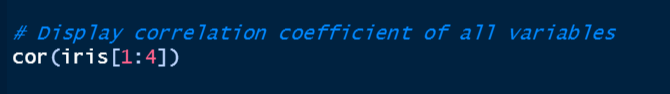 # Display correlation coefficient of all variables
cor(iris[1:4])